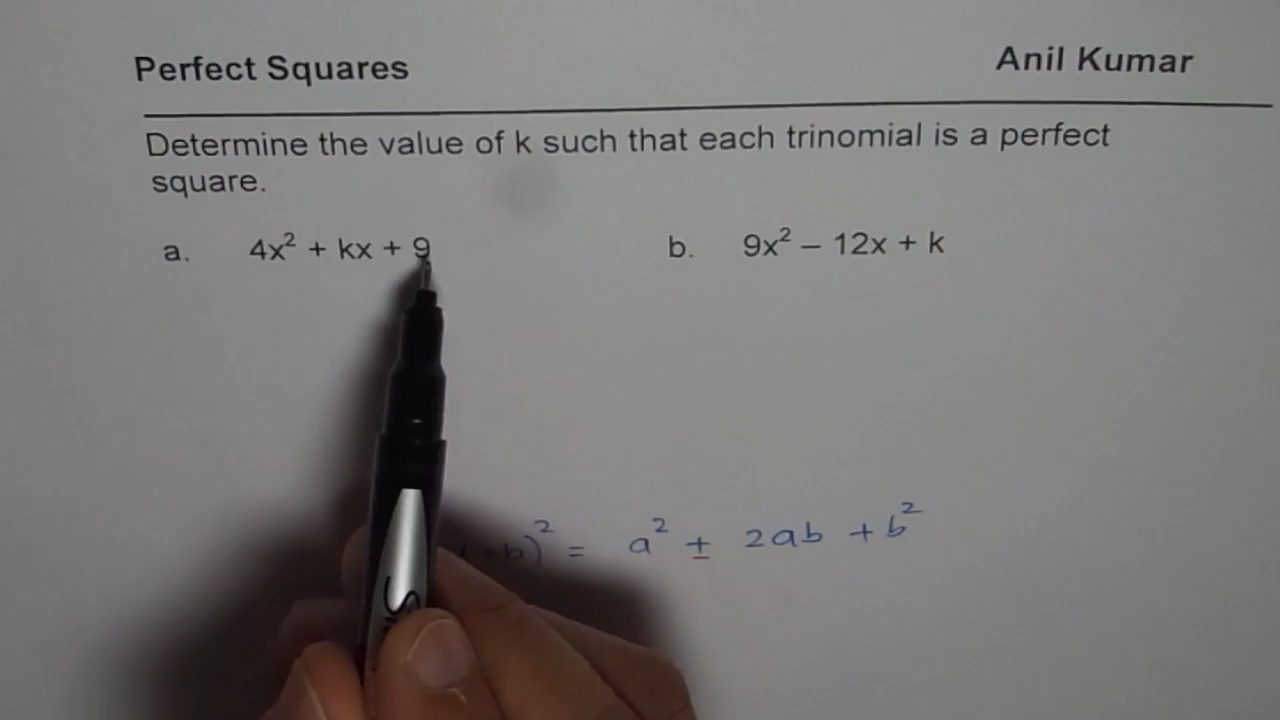 Perfect Squares Anil Kumar
Determine the value of k such that each trinomial is a perfect
square.
a. 4x² + kx + 9 b. 9x² – 12x + k
b)² = a² ± 2ab + b²